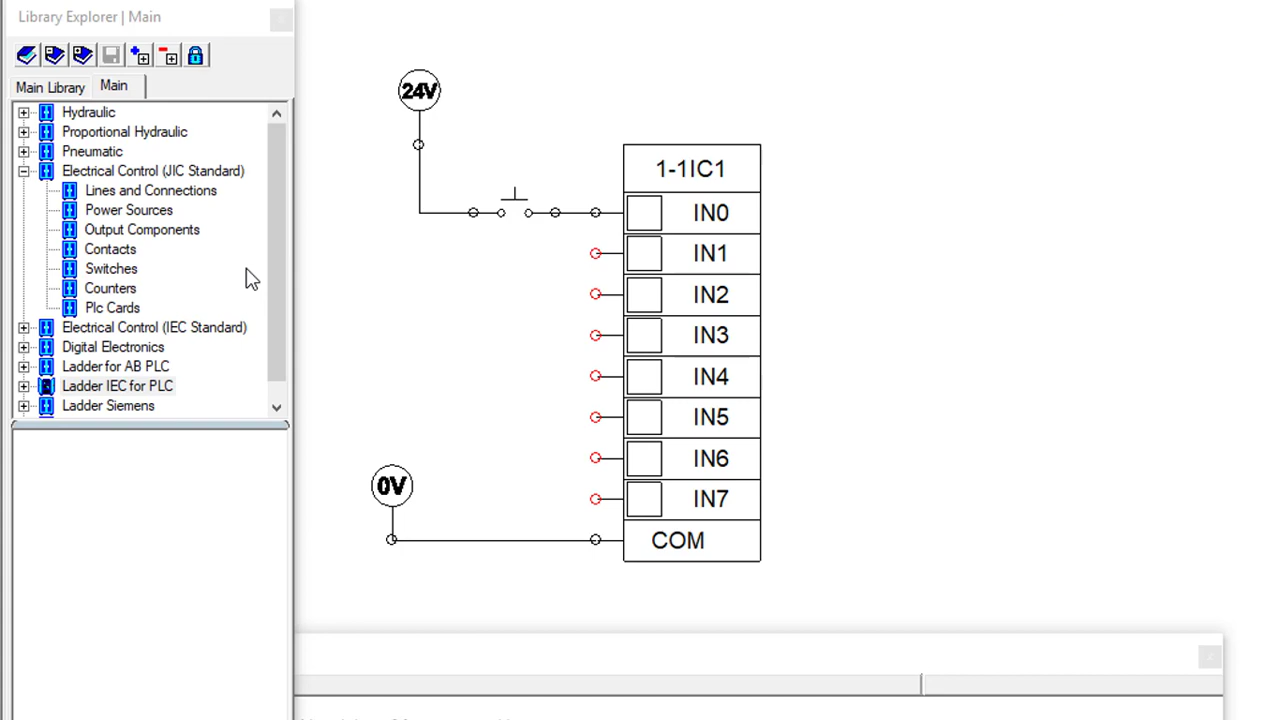 Library Explorer | Main
Main Library
Main
Hydraulic
Proportional Hydraulic
Pneumatic
Electrical Control (JIC Standard)
Lines and Connections
Power Sources
Output Components
Contacts
Switches
Counters
Plc Cards
Electrical Control (IEC Standard)
Digital Electronics
Ladder for AB PLC
Ladder IEC for PLC
Ladder Siemens
24V
1-1IC1
IN0
IN1
IN2
IN3
IN4
IN5
IN6
IN7
0V
COM